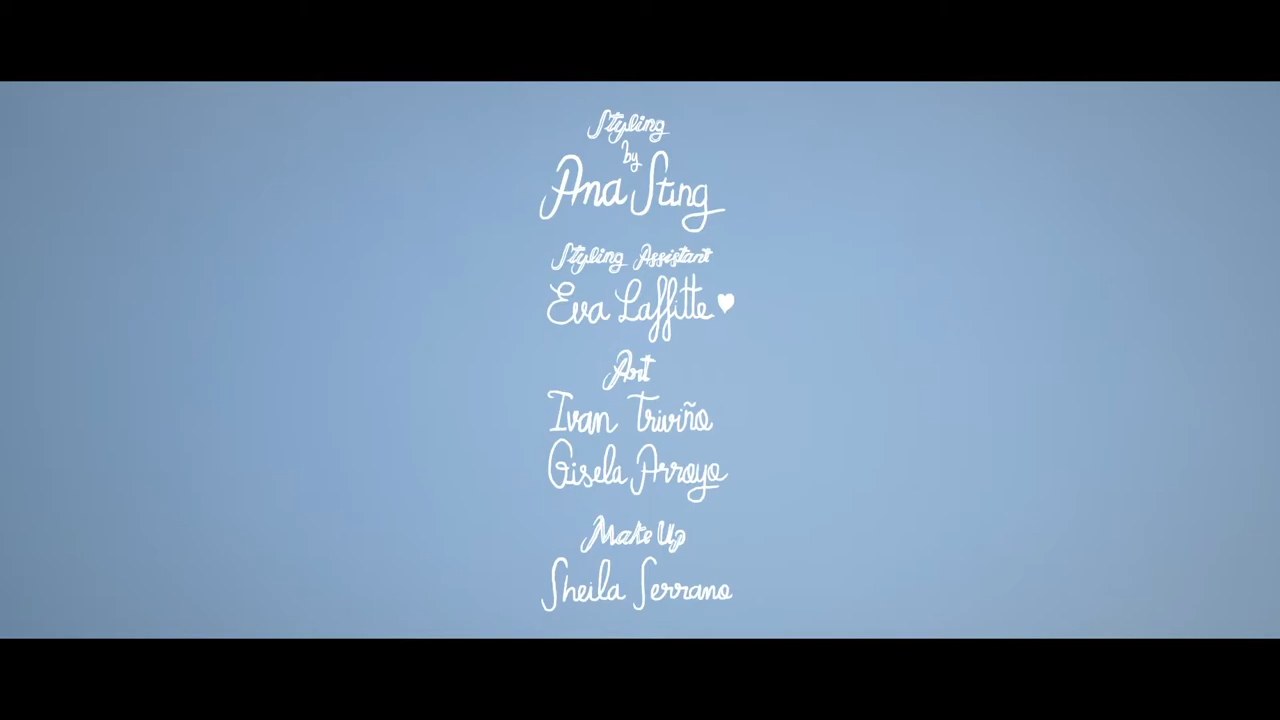 Styling
by
Ana Sting
Styling Assistant
Eva Laffitte ♥
Art
Ivan Triviño
Gisela Arroyo
Make Up
Sheila Serrano